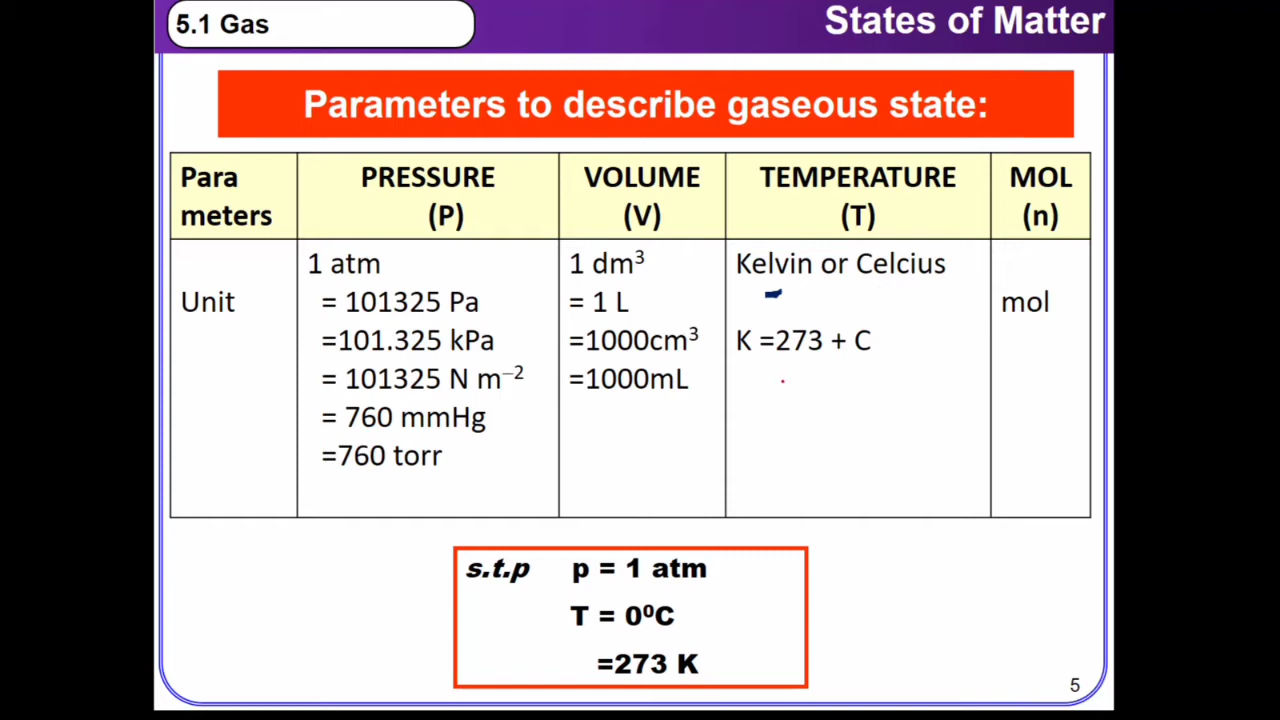 5.1 Gas
States of Matter
Parameters to describe gaseous state:
Para
meters
PRESSURE
(P)
VOLUME
(V)
TEMPERATURE
(T)
MOL
(n)
Unit
1 atm
= 101325 Pa
=101.325 kPa
= 101325 N m⁻²
= 760 mmHg
=760 torr
1 dm³
= 1 L
=1000cm³
=1000mL
Kelvin or Celcius
K =273 + C
mol
s.t.p p = 1 atm
T = 0⁰C
=273 K
5